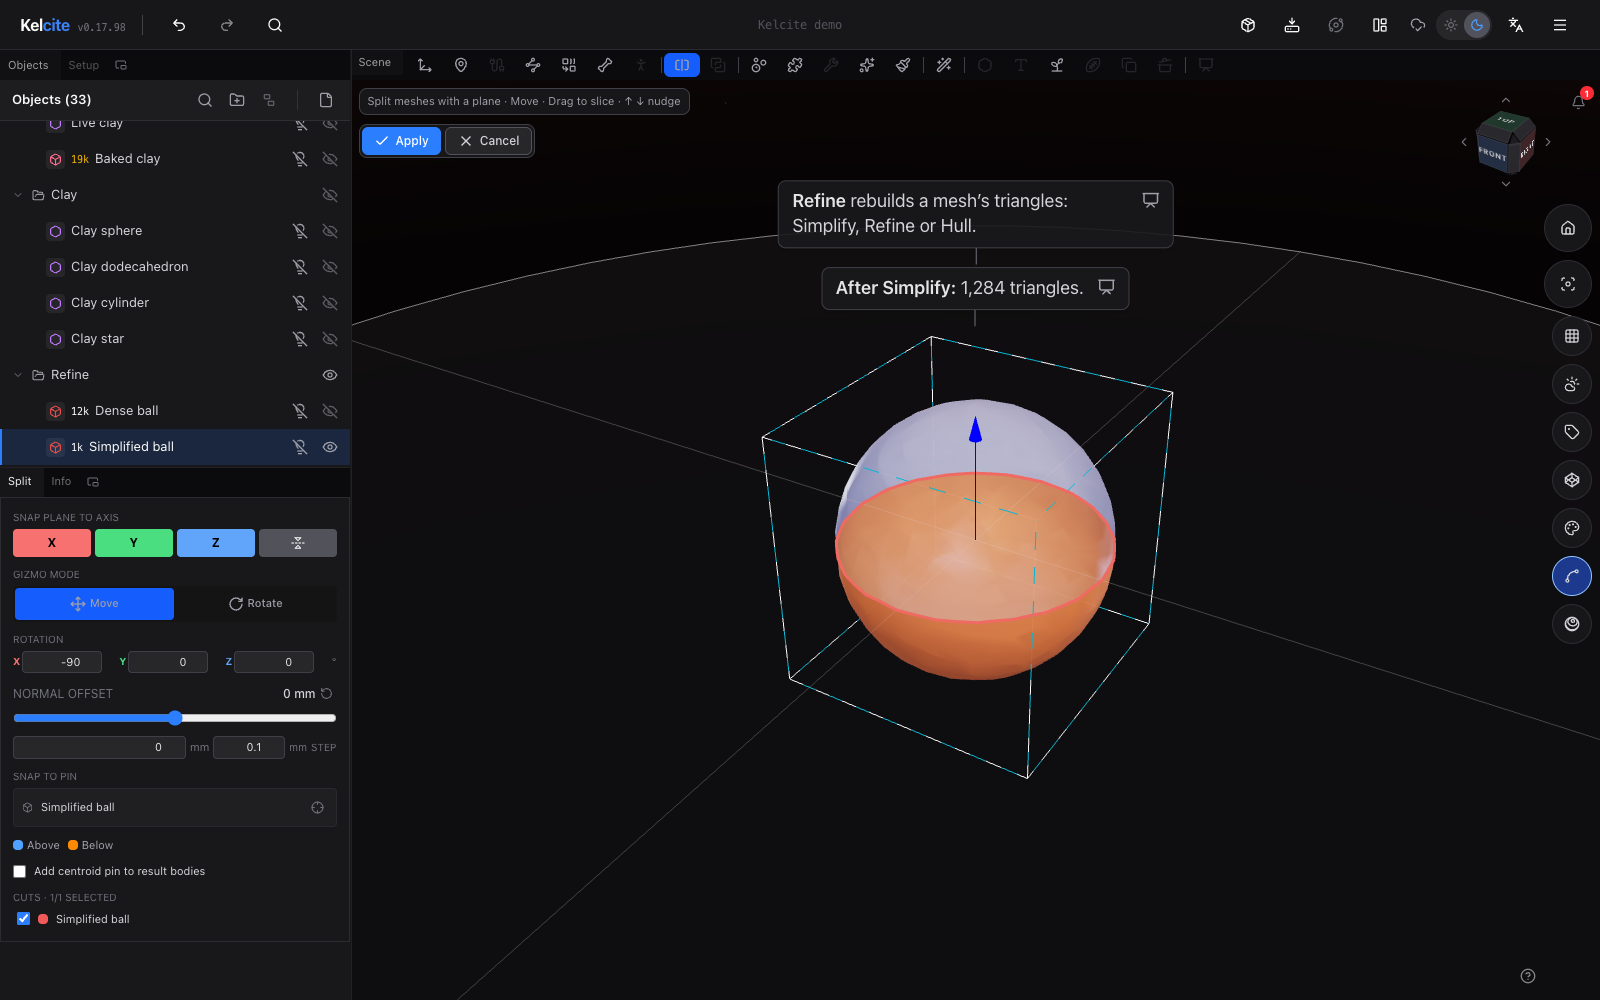 Kelcite v0.17.98
Kelcite demo
Objects
Setup
Scene
Objects (33)
Split meshes with a plane · Move · Drag to slice · ↑ ↓ nudge
Apply
Cancel
1
FRONT
Live clay
19k Baked clay
Clay
Clay sphere
Clay dodecahedron
Clay cylinder
Clay star
Refine
12k Dense ball
1k Simplified ball
Refine rebuilds a mesh’s triangles:
Simplify, Refine or Hull.
After Simplify: 1,284 triangles.
Split
Info
SNAP PLANE TO AXIS
X Y Z
GIZMO MODE
Move
Rotate
ROTATION
X -90 Y 0 Z 0 °
NORMAL OFFSET 0 mm
0 mm 0.1 mm STEP
SNAP TO PIN
Simplified ball
Above Below
Add centroid pin to result bodies
CUTS · 1/1 SELECTED
Simplified ball